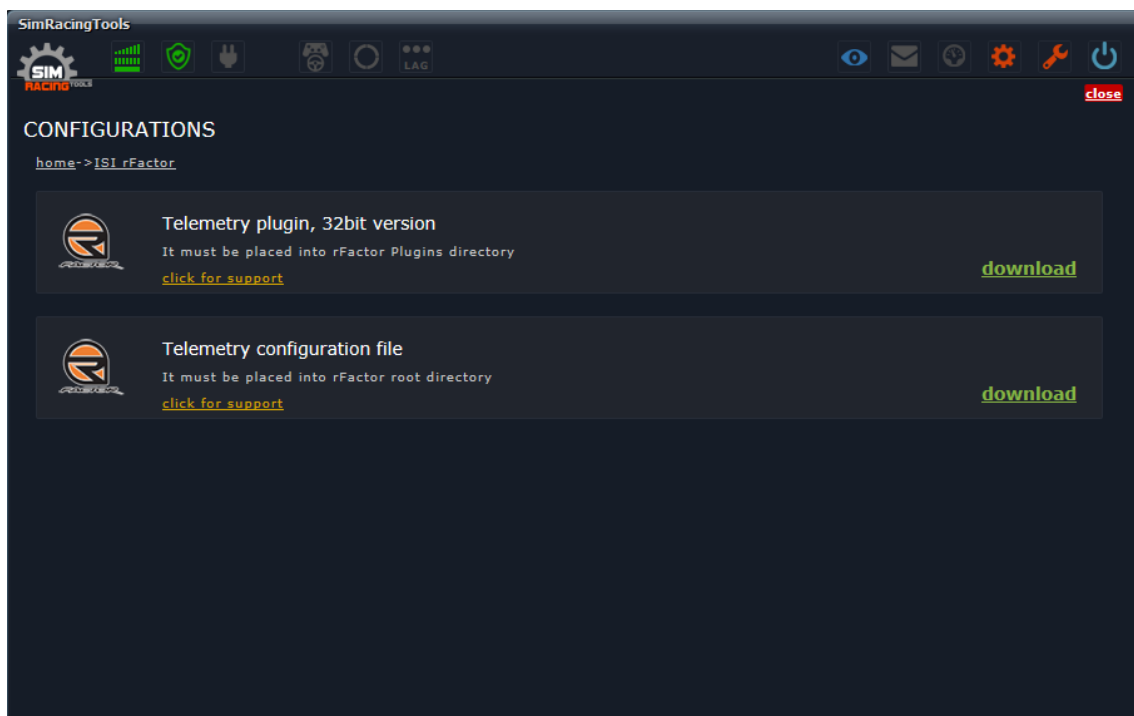 SimRacingTools
SIM
RACING TOOLS
LAG
close
CONFIGURATIONS
home->ISI rFactor
Telemetry plugin, 32bit version
It must be placed into rFactor Plugins directory
click for support
download
Telemetry configuration file
It must be placed into rFactor root directory
click for support
download